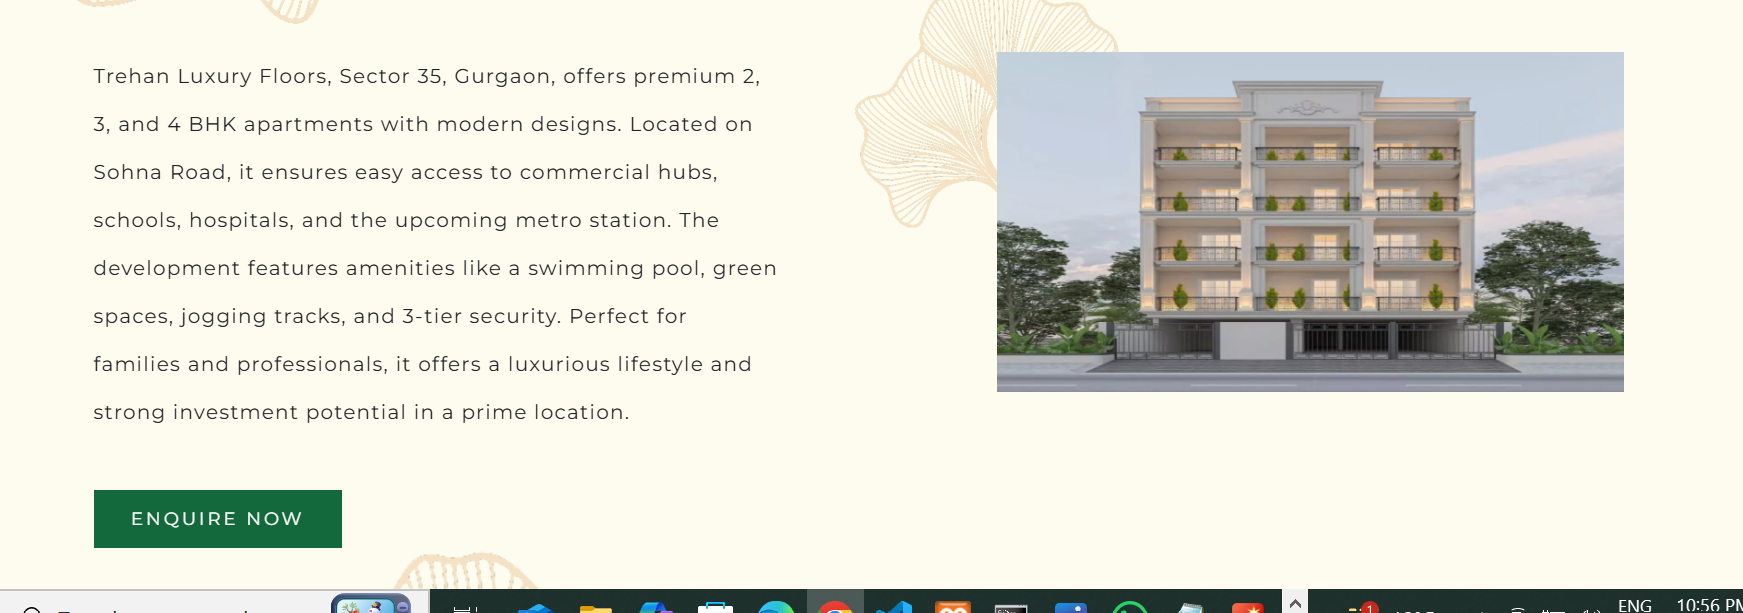 Trehan Luxury Floors, Sector 35, Gurgaon, offers premium 2,
3, and 4 BHK apartments with modern designs. Located on
Sohna Road, it ensures easy access to commercial hubs,
schools, hospitals, and the upcoming metro station. The
development features amenities like a swimming pool, green
spaces, jogging tracks, and 3-tier security. Perfect for
families and professionals, it offers a luxurious lifestyle and
strong investment potential in a prime location.
ENQUIRE NOW
1
ENG
10:56 PM